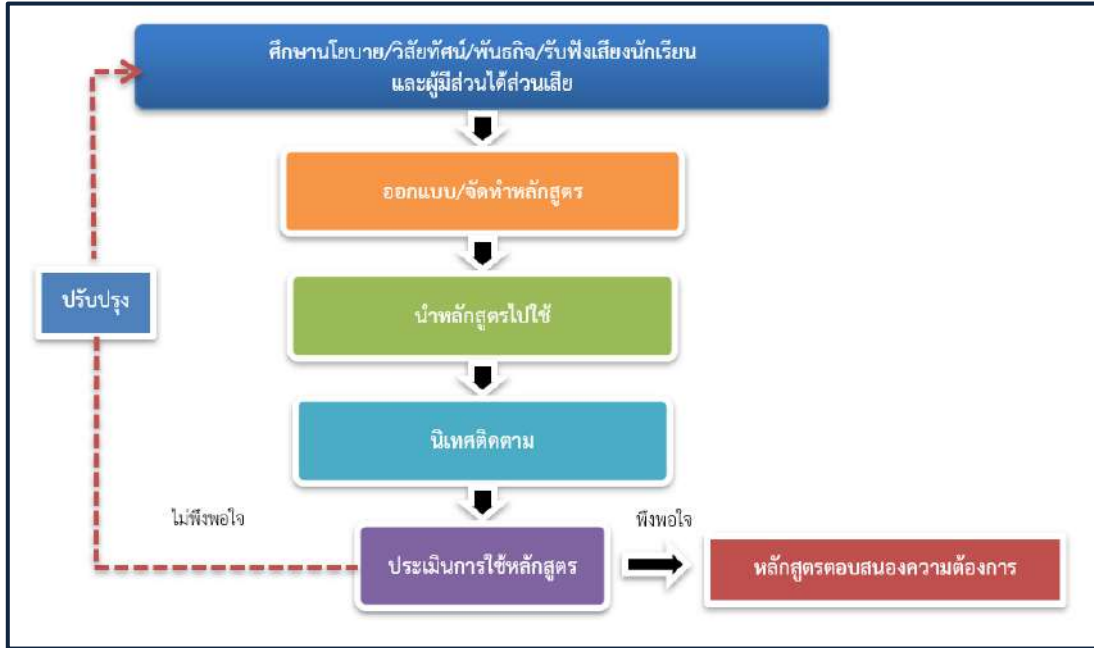 ศึกษานโยบาย/วิสัยทัศน์/พันธกิจ/รับฟังเสียงนักเรียน
และผู้มีส่วนได้ส่วนเสีย
ออกแบบ/จัดทำหลักสูตร
ปรับปรุง
นำหลักสูตรไปใช้
นิเทศติดตาม
ไม่พึงพอใจ
พึงพอใจ
ประเมินการใช้หลักสูตร
หลักสูตรตอบสนองความต้องการ